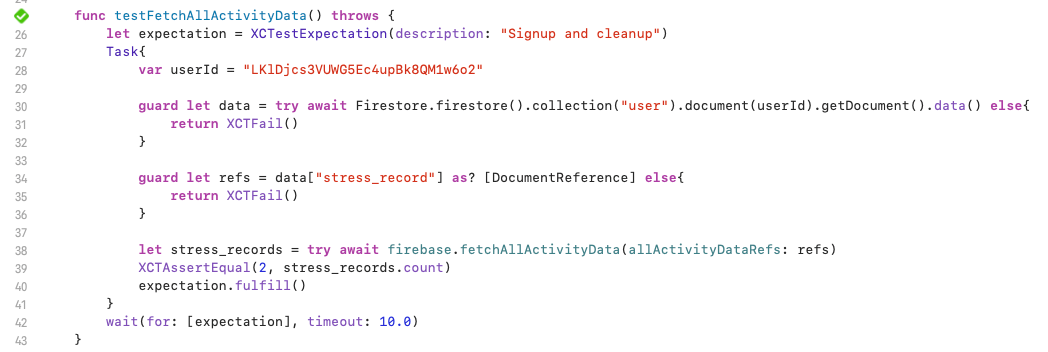 24
func testFetchAllActivityData() throws {
26 let expectation = XCTestExpectation(description: "Signup and cleanup")
27 Task{
28 var userId = "LKlDjcs3VUWG5Ec4upBk8QM1w6o2"
29
30 guard let data = try await Firestore.firestore().collection("user").document(userId).getDocument().data() else{
31 return XCTFail()
32 }
33
34 guard let refs = data["stress_record"] as? [DocumentReference] else{
35 return XCTFail()
36 }
37
38 let stress_records = try await firebase.fetchAllActivityData(allActivityDataRefs: refs)
39 XCTAssertEqual(2, stress_records.count)
40 expectation.fulfill()
41 }
42 wait(for: [expectation], timeout: 10.0)
43 }